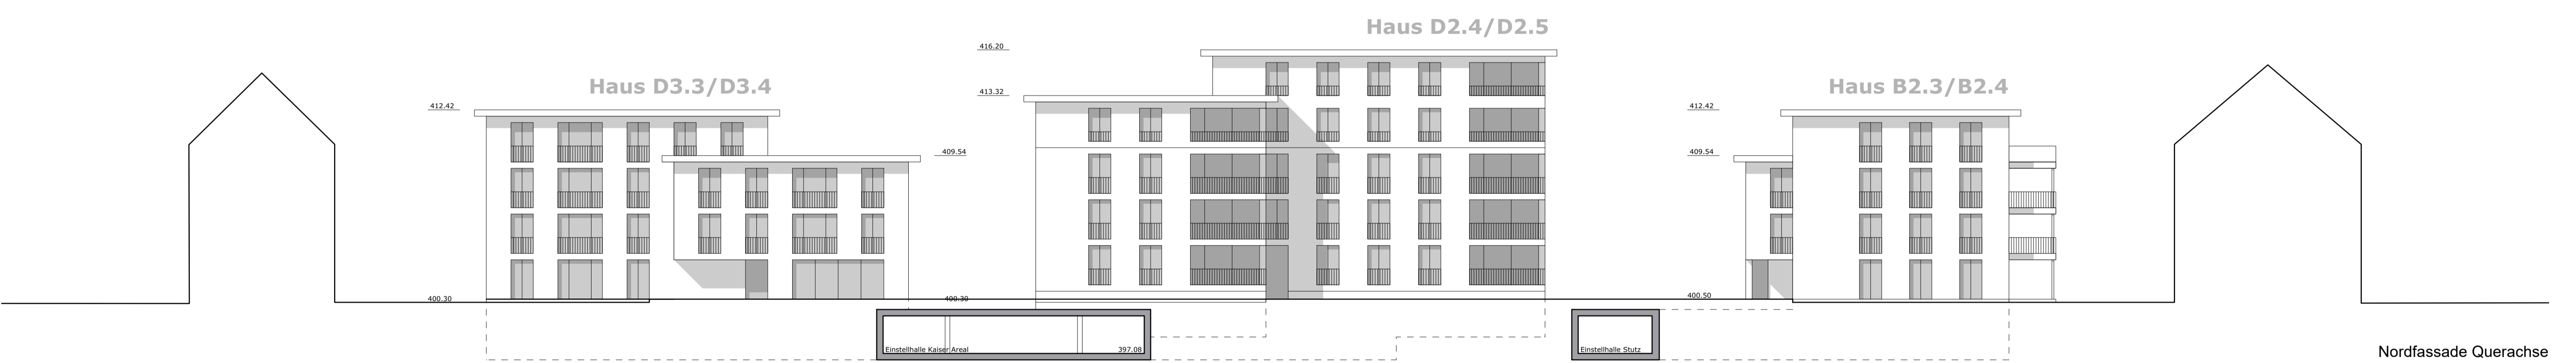 Haus D2.4/D2.5
416.20
Haus D3.3/D3.4
Haus B2.3/B2.4
413.32
412.42
412.42
409.54
409.54
400.30
400.30
400.50
Einstellhalle Kaiser Areal
397.08
Einstellhalle Stutz
Nordfassade Querachse